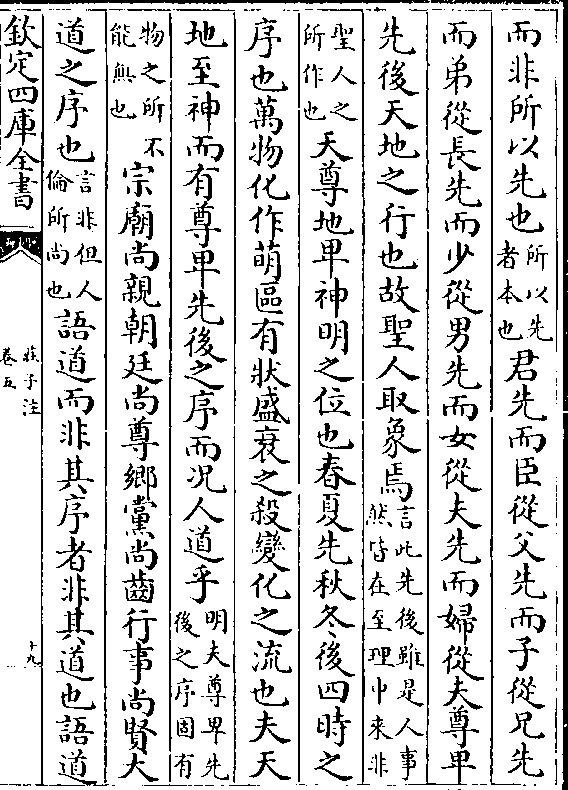 而非所以先也所以先者本也君先而臣從父先而子從兄先
而弟從長先而少從男先而女從夫先而婦從夫尊卑
先後天地之行也故聖人取象焉言此先後雖是人事然皆在至理中来非
聖人之所作也天尊地卑神明之位也春夏先秋冬後四時之
序也萬物化作萌區有狀盛衰之殺變化之流也夫天
地至神而有尊卑先後之序而况人道乎明夫尊卑先後之序固有
物之所不能無也宗廟尚親朝廷尚尊鄉黨尚齒行事尚賢大
道之序也言非但人倫所尚也語道而非其序者非其道也語道
欽定四庫全書
莊子注
卷五
十九